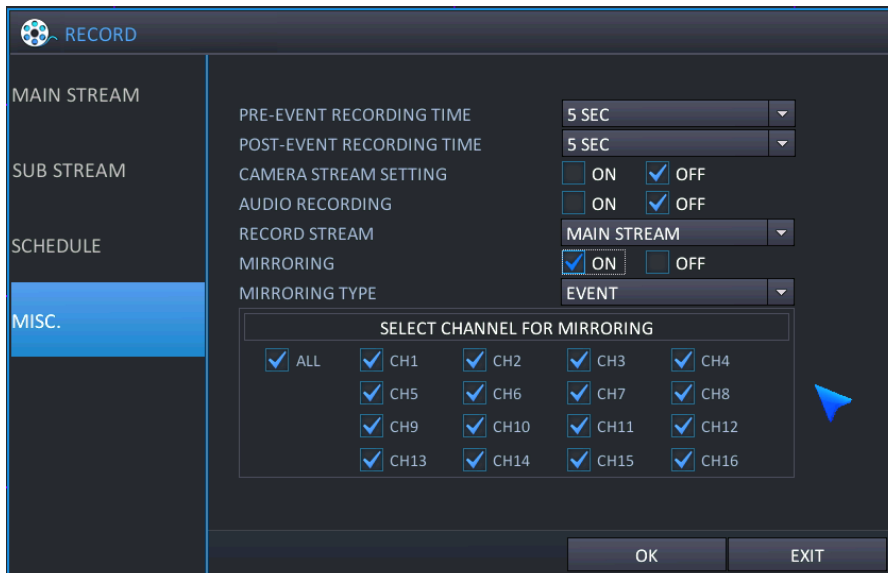 RECORD
MAIN STREAM
SUB STREAM
SCHEDULE
MISC.
PRE-EVENT RECORDING TIME 5 SEC
POST-EVENT RECORDING TIME 5 SEC
CAMERA STREAM SETTING ON OFF
AUDIO RECORDING ON OFF
RECORD STREAM MAIN STREAM
MIRRORING ON OFF
MIRRORING TYPE EVENT
SELECT CHANNEL FOR MIRRORING
ALL CH1 CH2 CH3 CH4
CH5 CH6 CH7 CH8
CH9 CH10 CH11 CH12
CH13 CH14 CH15 CH16
OK EXIT